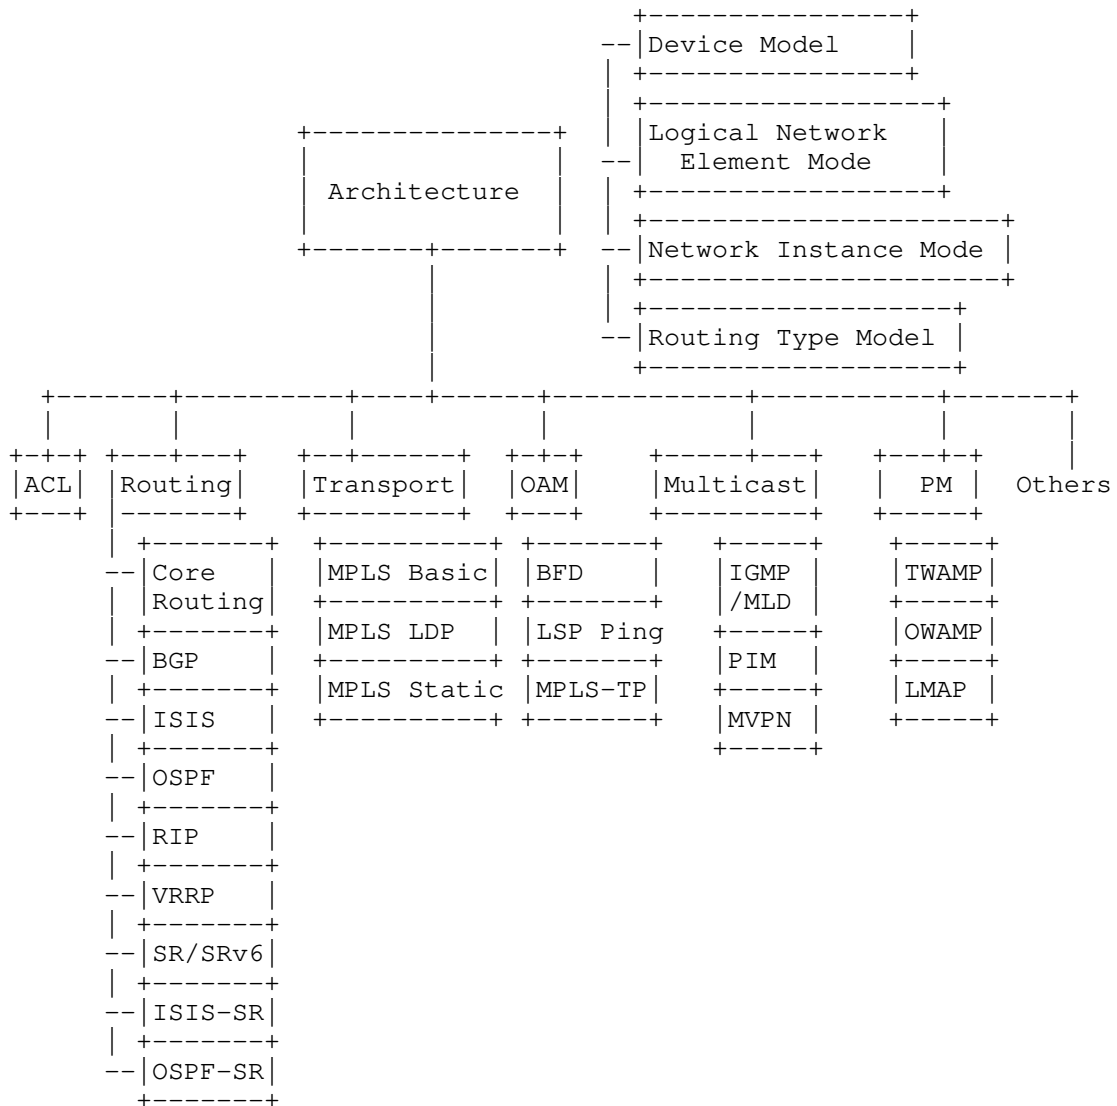 Device Model
Logical Network
Element Mode
Architecture
Network Instance Mode
Routing Type Model
ACL Routing Transport OAM Multicast PM Others
Core MPLS Basic BFD IGMP TWAMP
Routing /MLD
MPLS LDP LSP Ping OWAMP
BGP PIM
MPLS Static MPLS-TP LMAP
ISIS MVPN
OSPF
RIP
VRRP
SR/SRv6
ISIS-SR
OSPF-SR